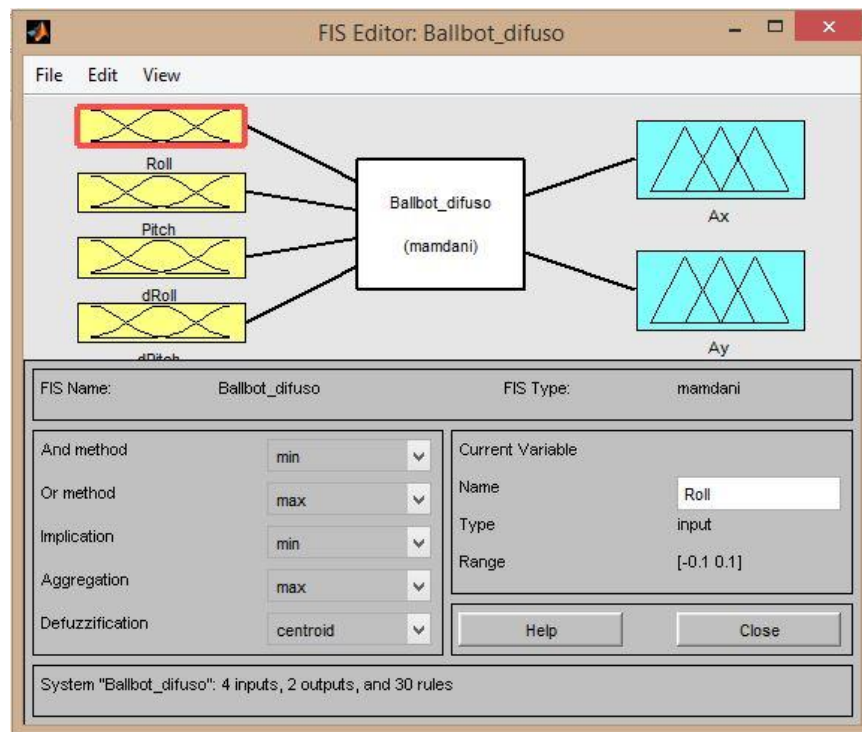 FIS Editor: Ballbot_difuso
File Edit View
Roll
Pitch
dRoll
dPitch
Ballbot_difuso
(mamdani)
Ax
Ay
FIS Name: Ballbot_difuso FIS Type: mamdani
And method min
Or method max
Implication min
Aggregation max
Defuzzification centroid
Current Variable
Name Roll
Type input
Range [-0.1 0.1]
Help Close
System "Ballbot_difuso": 4 inputs, 2 outputs, and 30 rules